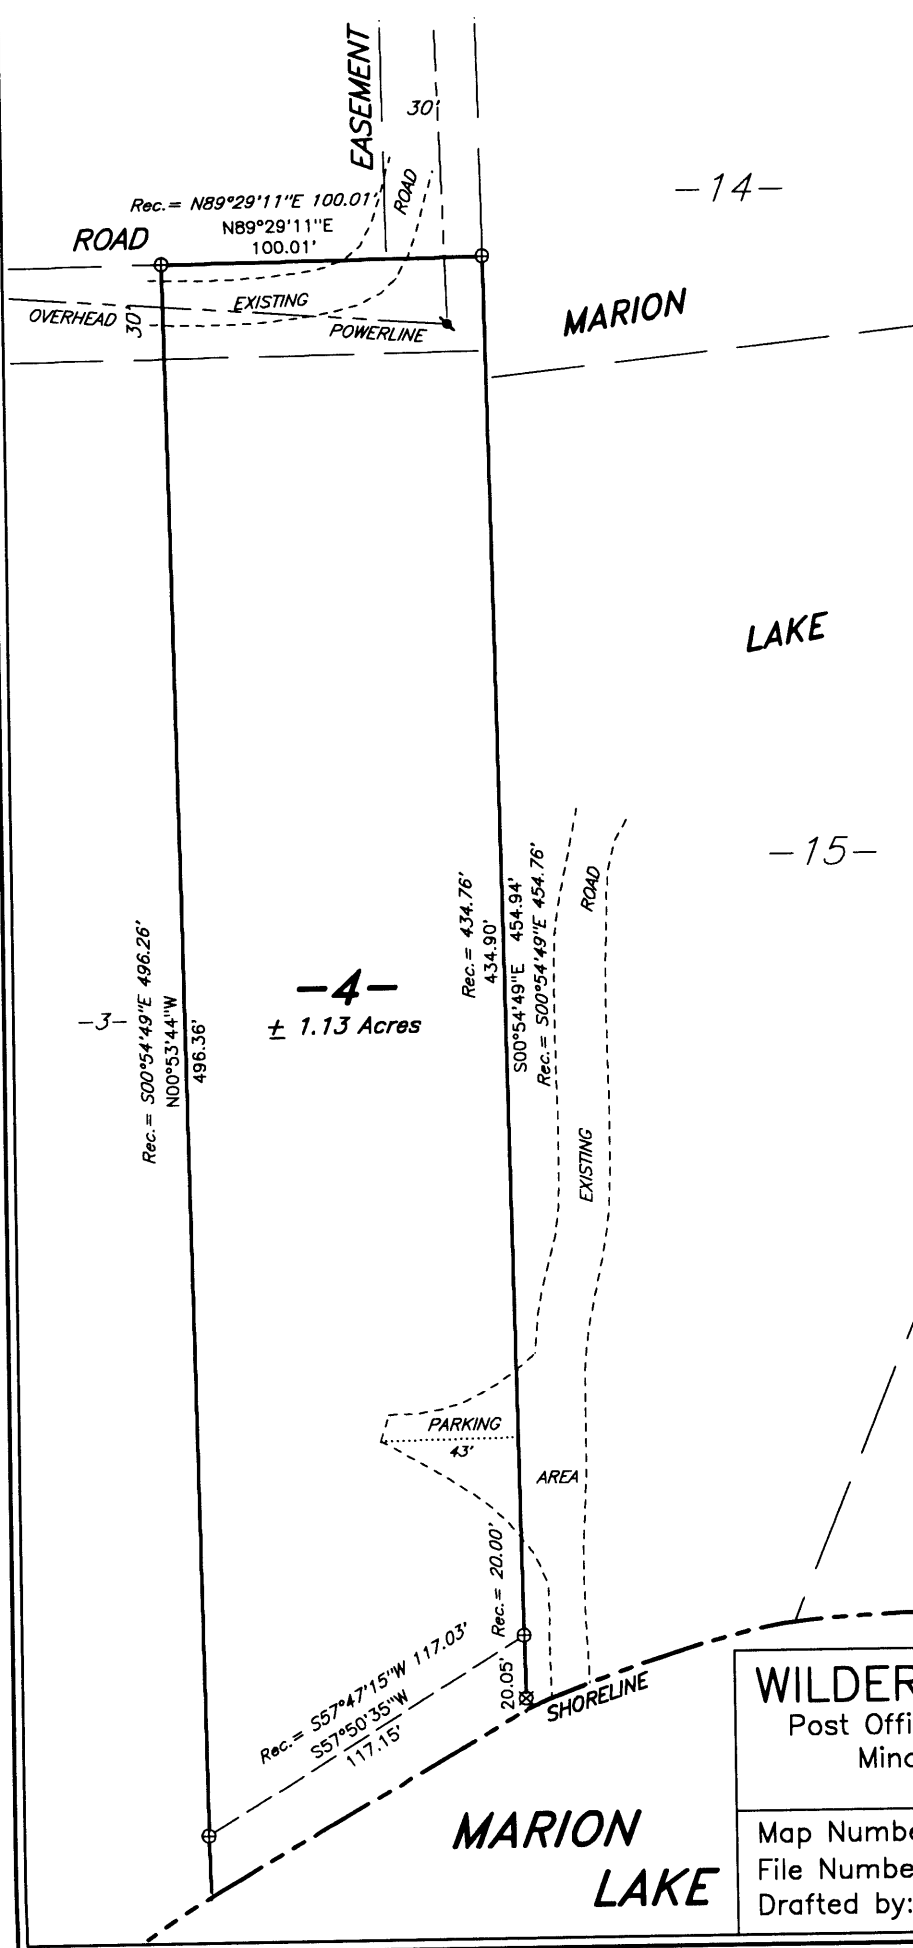 EASEMENT
30'
-14-
Rec.= N89°29'11"E 100.01'
ROAD
N89°29'11"E
100.01'
ROAD
EXISTING
OVERHEAD
30'
POWERLINE
MARION
LAKE
-15-
Rec.= 434.76'
434.90'
S00°54'49"E 454.94'
Rec.= S00°54'49"E 454.76'
ROAD
EXISTING
-4-
± 1.13 Acres
-3-
Rec.= S00°54'49"E 496.26'
N00°53'44"W
496.36'
PARKING
43'
AREA
Rec.= 20.00'
20.05'
Rec.= S57°47'15"W 117.03'
S57°50'35"W
117.15'
SHORELINE
MARION
LAKE
WILDER
Post Offi
Mino
Map Numbe
File Numbe
Drafted by: